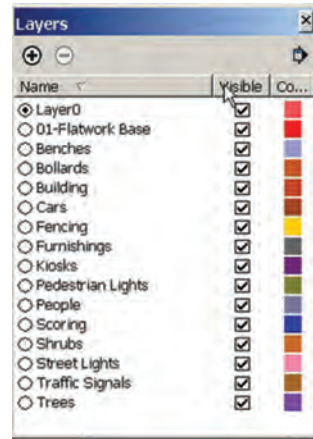 Layers
Name Visible Co...
Layer0
01-Flatwork Base
Benches
Bollards
Building
Cars
Fencing
Furnishings
Kiosks
Pedestrian Lights
People
Scoring
Shrubs
Street Lights
Traffic Signals
Trees